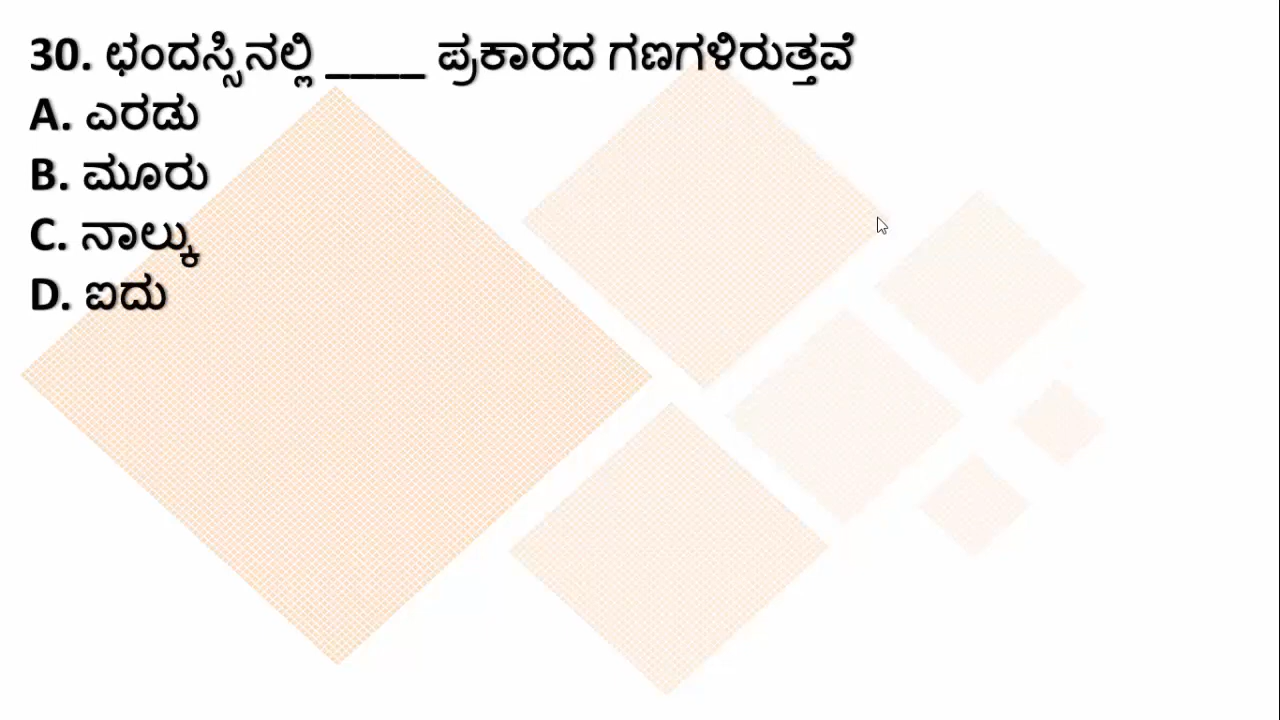 30. ಛಂದಸ್ಸಿನಲ್ಲಿ ____ ಪ್ರಕಾರದ ಗಣಗಳಿರುತ್ತವೆ
A. ಎರಡು
B. ಮೂರು
C. ನಾಲ್ಕು
D. ಐದು